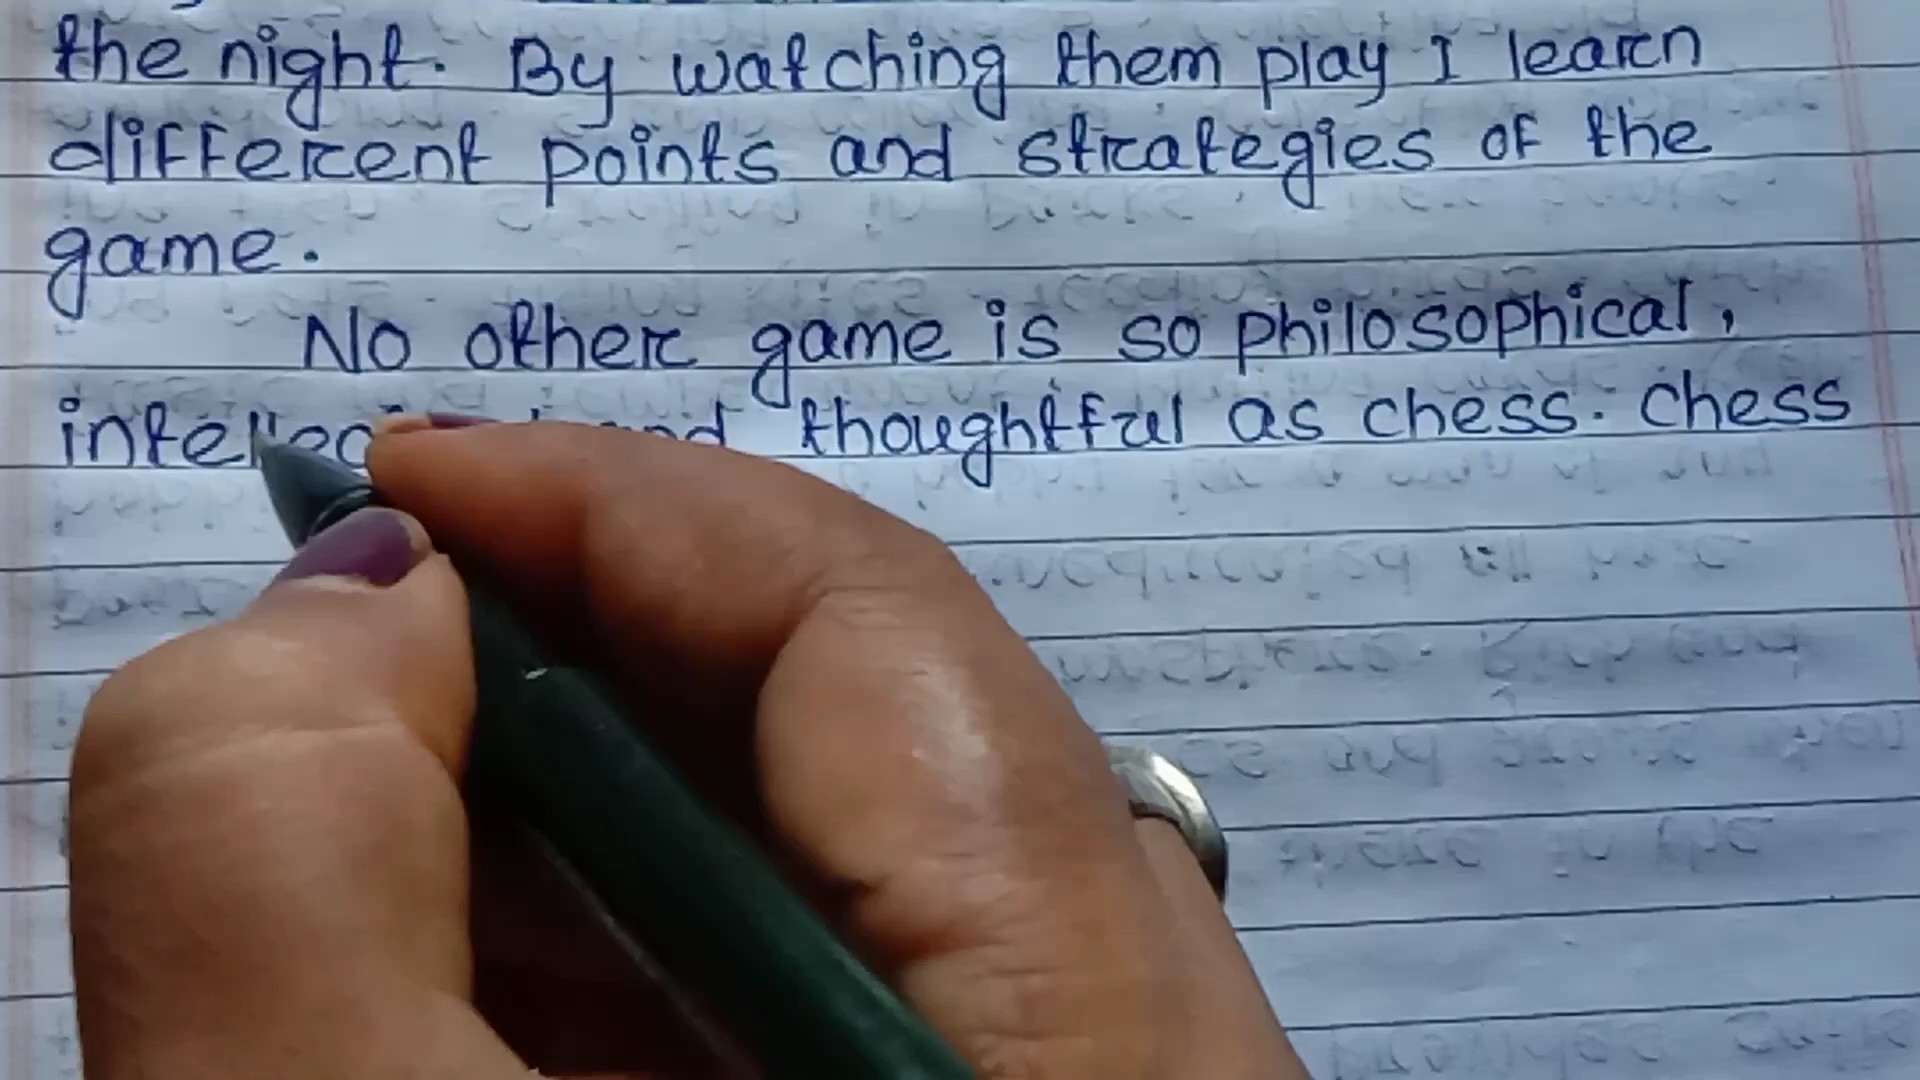 the night. By watching them play I learn
different points and strategies of the
game.
No other game is so philosophical,
and thoughtful as chess. Chess